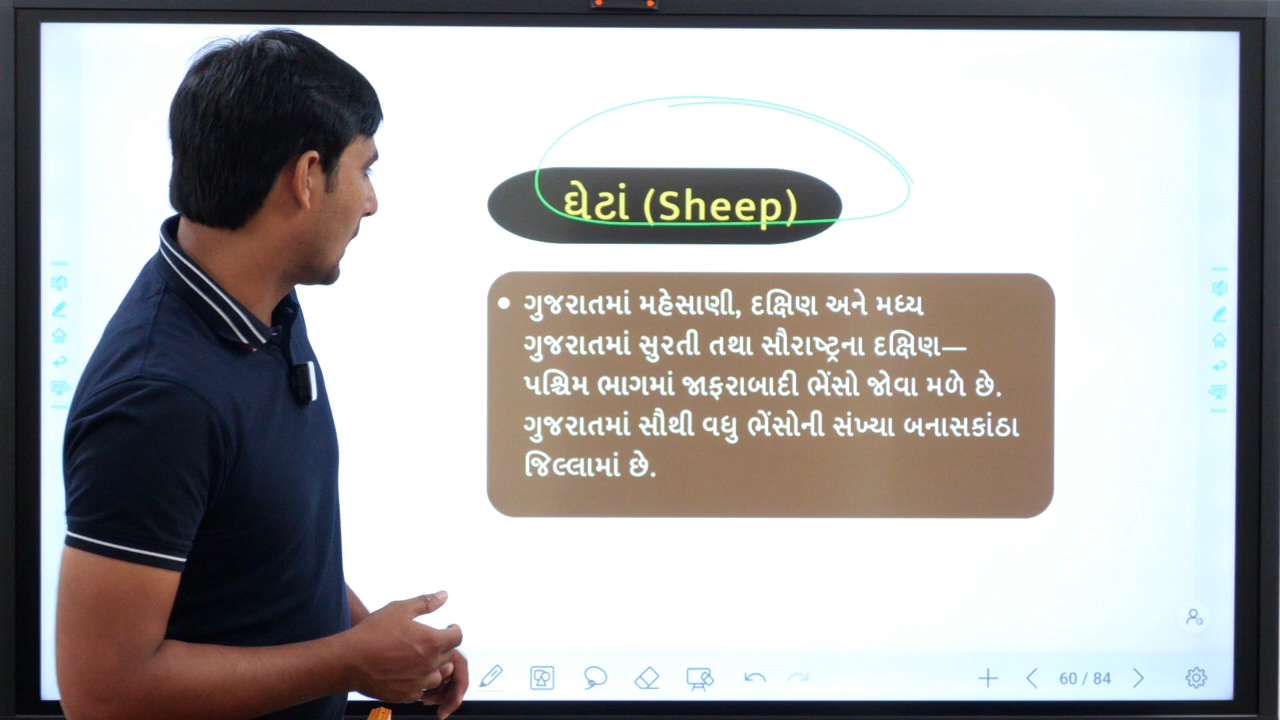 ઘેટાં (Sheep)
ગુજરાતમાં મહેસાણી, દક્ષિણ અને મધ્ય
ગુજરાતમાં સુરતી તથા સૌરાષ્ટ્રના દક્ષિણ—
પશ્ચિમ ભાગમાં જાફરાબાદી ભેંસો જોવા મળે છે.
ગુજરાતમાં સૌથી વધુ ભેંસોની સંખ્યા બનાસકાંઠા
જિલ્લામાં છે.
60 / 84